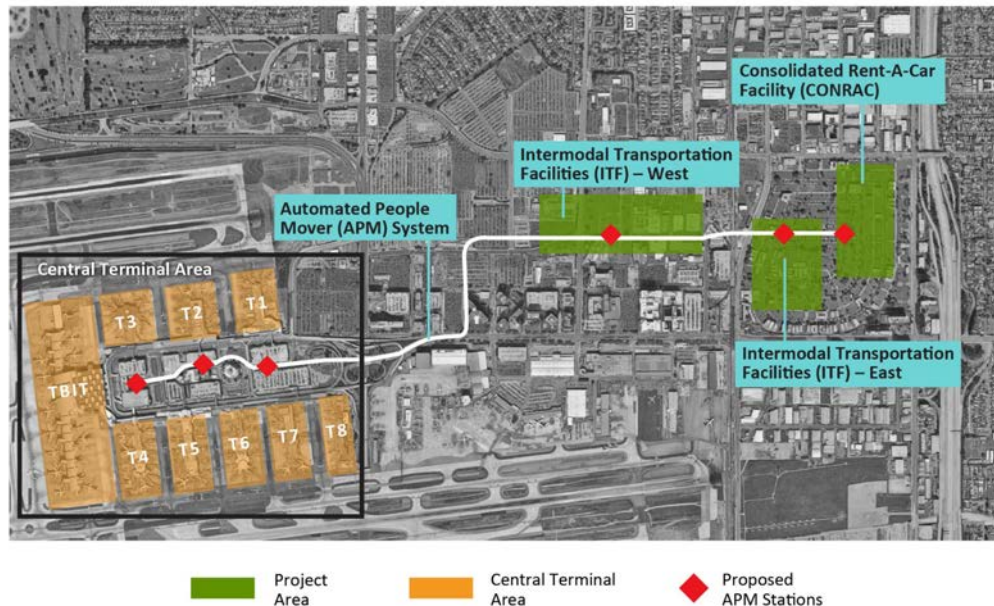 Consolidated Rent-A-Car
Facility (CONRAC)
Intermodal Transportation
Facilities (ITF) – West
Automated People
Mover (APM) System
Central Terminal Area
T1
T2
T3
TBIT
T4
T5
T6
T7
T8
Intermodal Transportation
Facilities (ITF) – East
Project
Area
Central Terminal
Area
Proposed
APM Stations